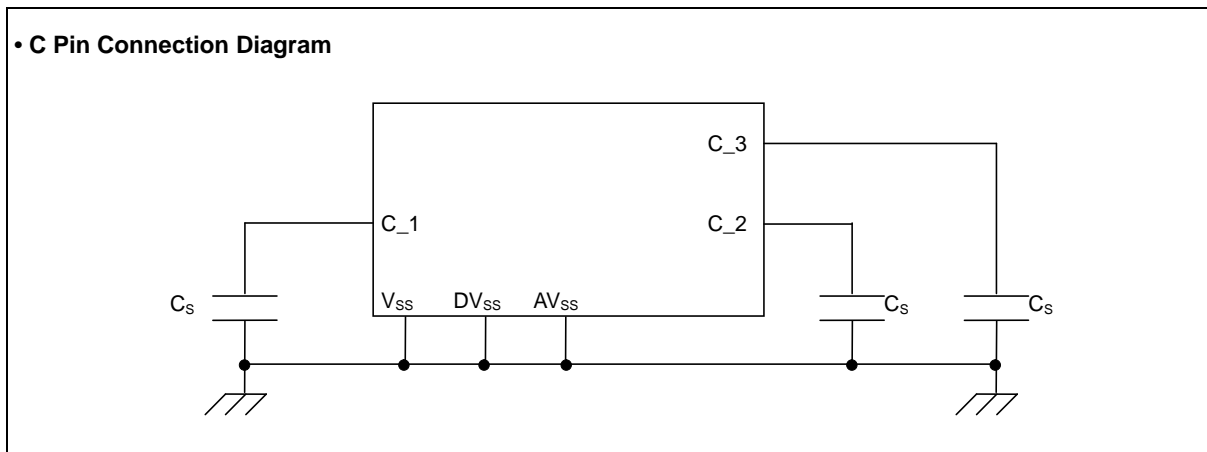 • C Pin Connection Diagram
C_3
C_1
C_2
CS
VSS
DVSS
AVSS
CS
CS